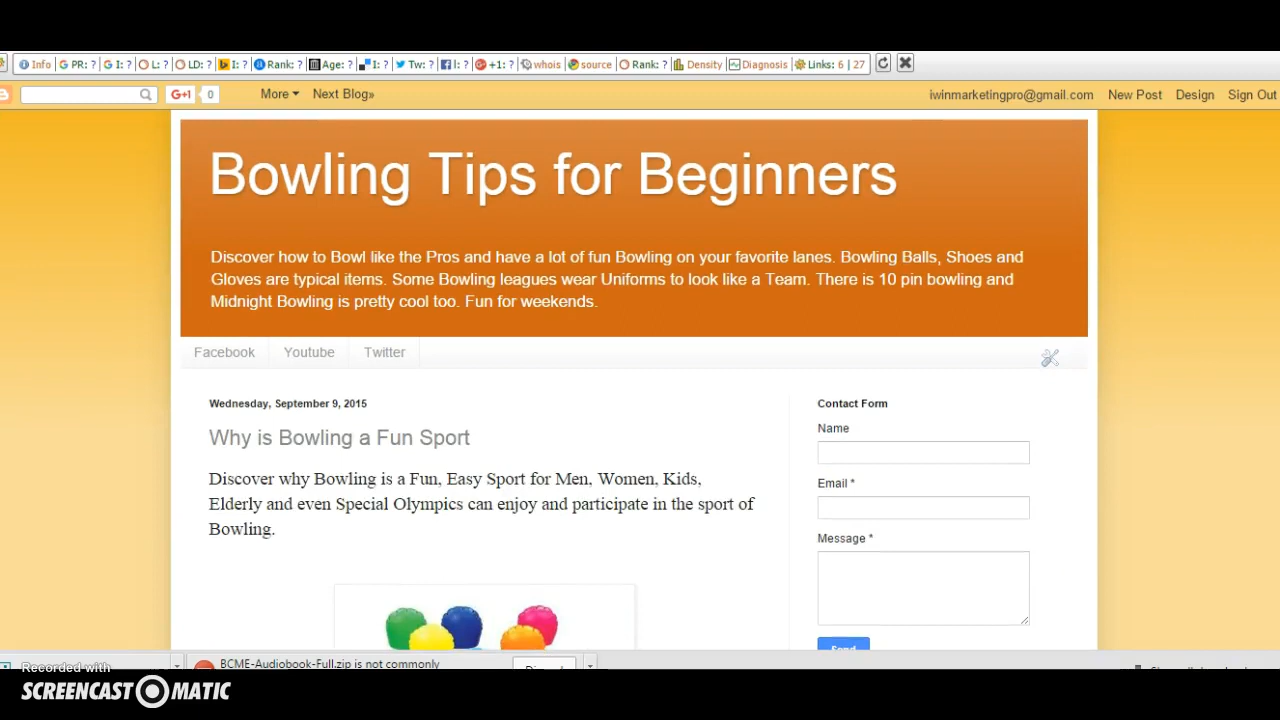 Info PR: ? I: ? L: ? LD: ? I: ? Rank: ? Age: ? I: ? Tw: ? l: ? +1: ? whois source Rank: ? Density Diagnosis Links: 6 | 27
G+1 0 More Next Blog» iwinmarketingpro@gmail.com New Post Design Sign Out
Bowling Tips for Beginners
Discover how to Bowl like the Pros and have a lot of fun Bowling on your favorite lanes. Bowling Balls, Shoes and
Gloves are typical items. Some Bowling leagues wear Uniforms to look like a Team. There is 10 pin bowling and
Midnight Bowling is pretty cool too. Fun for weekends.
Facebook Youtube Twitter
Wednesday, September 9, 2015
Why is Bowling a Fun Sport
Discover why Bowling is a Fun, Easy Sport for Men, Women, Kids,
Elderly and even Special Olympics can enjoy and participate in the sport of
Bowling.
Contact Form
Name
Email *
Message *
Send
BCME-Audiobook-Full.zip is not commonly
Recorded with
SCREENCAST-O-MATIC